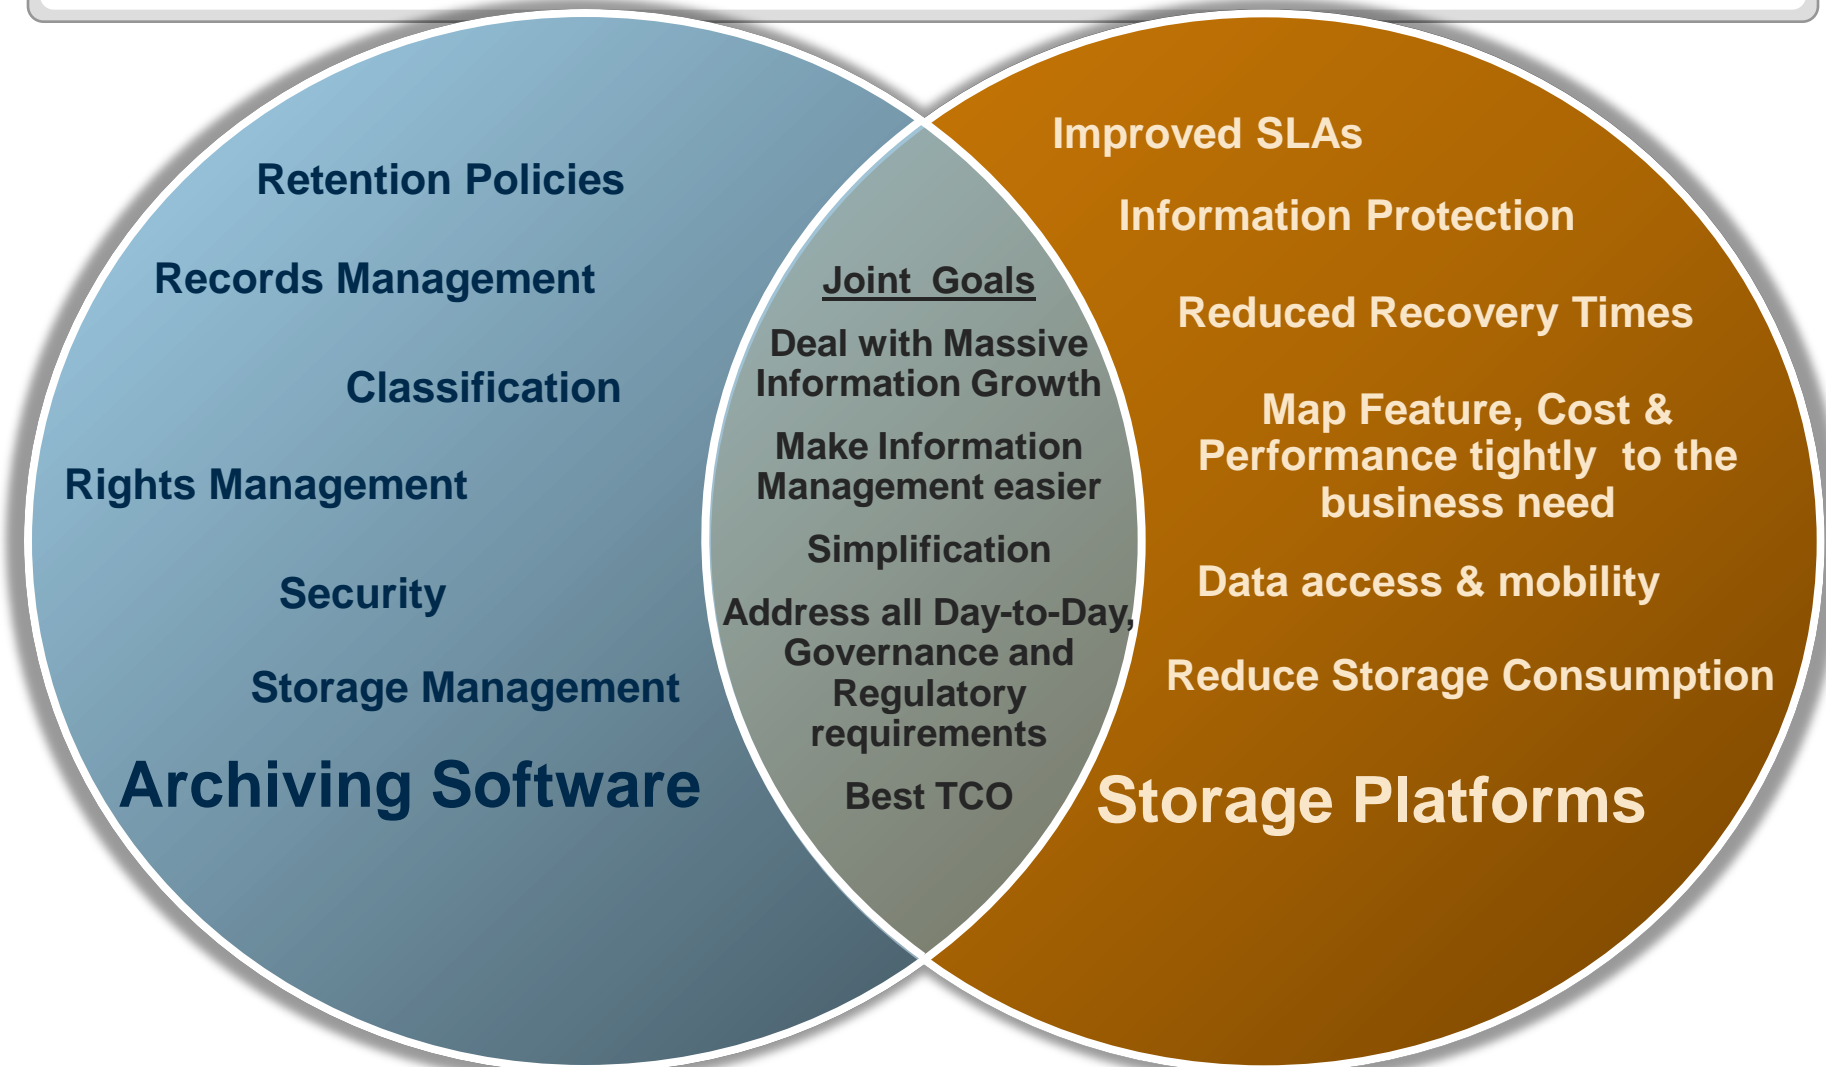 Retention Policies
Records Management
Classification
Rights Management
Security
Storage Management
Archiving Software
Joint  Goals
Deal with Massive
Information Growth
Make Information
Management easier
Simplification
Address all Day-to-Day,
Governance and
Regulatory
requirements
Best TCO
Improved SLAs
Information Protection
Reduced Recovery Times
Map Feature, Cost &
Performance tightly  to the
business need
Data access & mobility
Reduce Storage Consumption
Storage Platforms